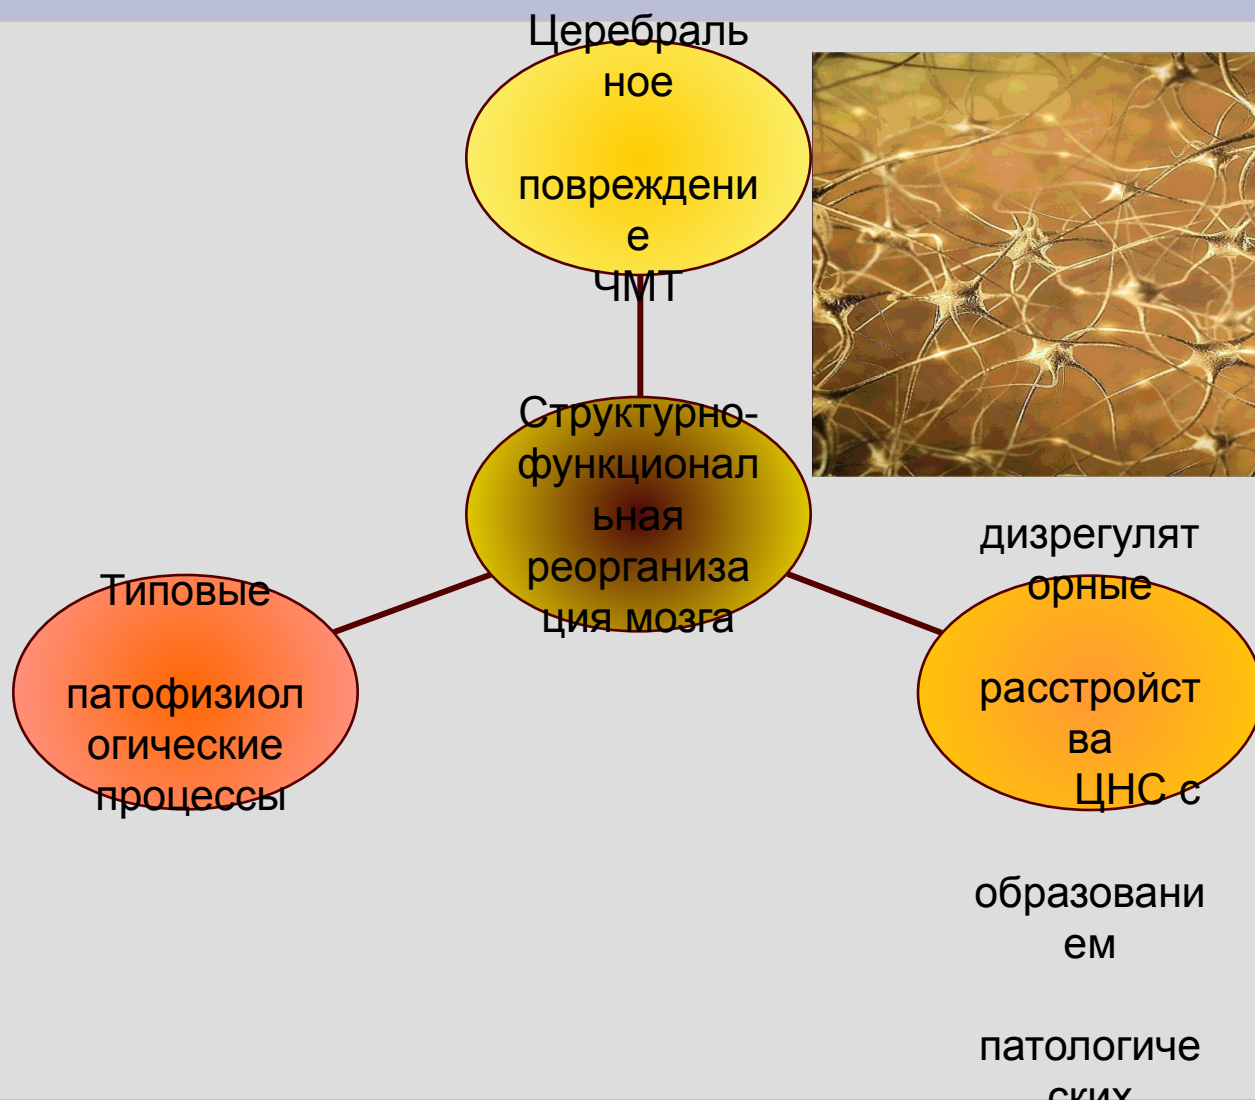 Церебраль
ное
повреждени
е
ЧМТ
Структурно-
функционал
ьная
реорганиза
ция мозга
Типовые
патофизиол
огические
процессы
дизрегулят
орные
расстройст
ва
ЦНС с
образовани
ем
патологиче
ских